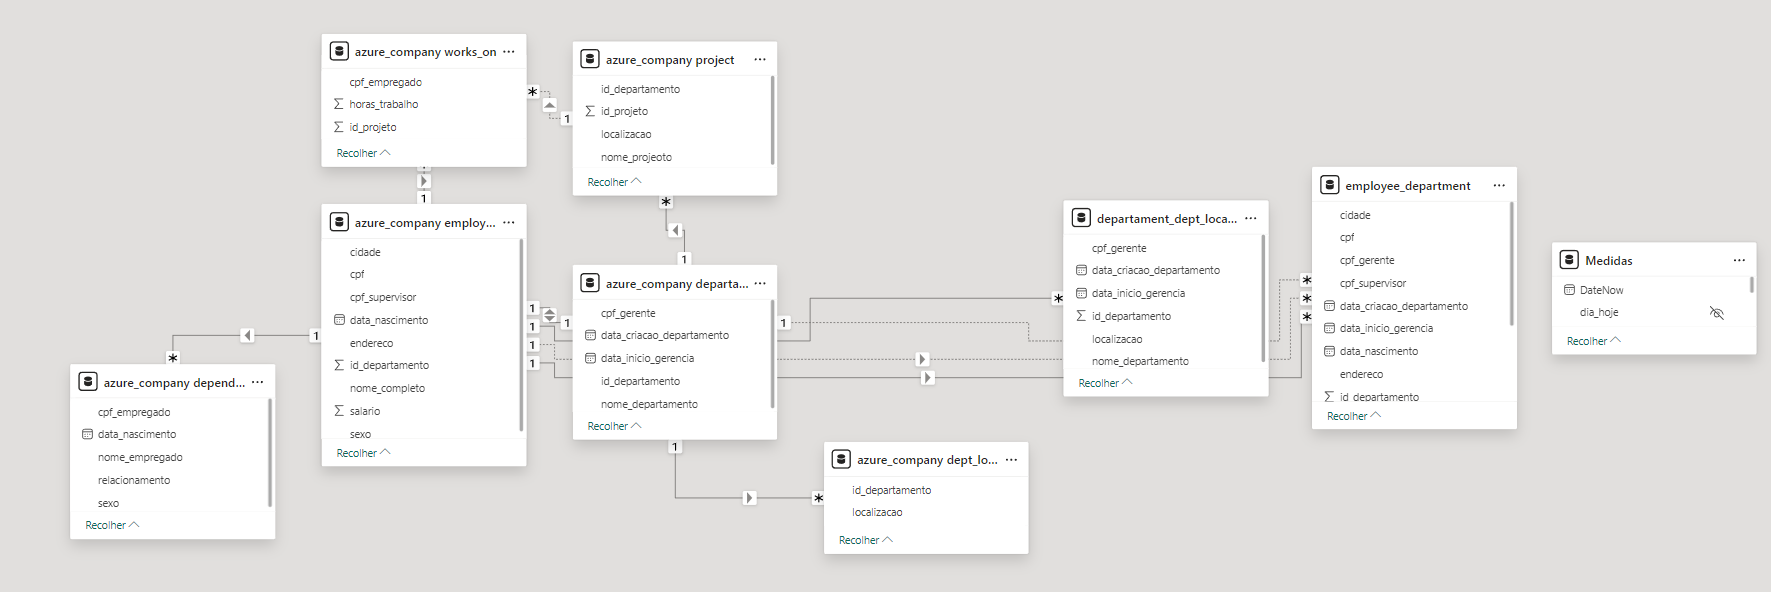 azure_company works_on
cpf_empregado
horas_trabalho
id_projeto
Recolher
azure_company project
id_departamento
id_projeto
localizacao
nome_projeoto
Recolher
* 1
1
* 1
azure_company employ...
cidade
cpf
cpf_supervisor
data_nascimento
endereco
id_departamento
nome_completo
salario
sexo
Recolher
azure_company departa...
cpf_gerente
data_criacao_departamento
data_inicio_gerencia
id_departamento
nome_departamento
Recolher
departament_dept_loca...
cpf_gerente
data_criacao_departamento
data_inicio_gerencia
id_departamento
localizacao
nome_departamento
Recolher
employee_department
cidade
cpf
cpf_gerente
cpf_supervisor
data_criacao_departamento
data_inicio_gerencia
data_nascimento
endereco
id_departamento
Recolher
Medidas
DateNow
dia_hoje
Recolher
1 1 1 *
1 *
1 *
1
1 *
azure_company depend...
cpf_empregado
data_nascimento
nome_empregado
relacionamento
sexo
Recolher
1 *
azure_company dept_lo...
id_departamento
localizacao
Recolher